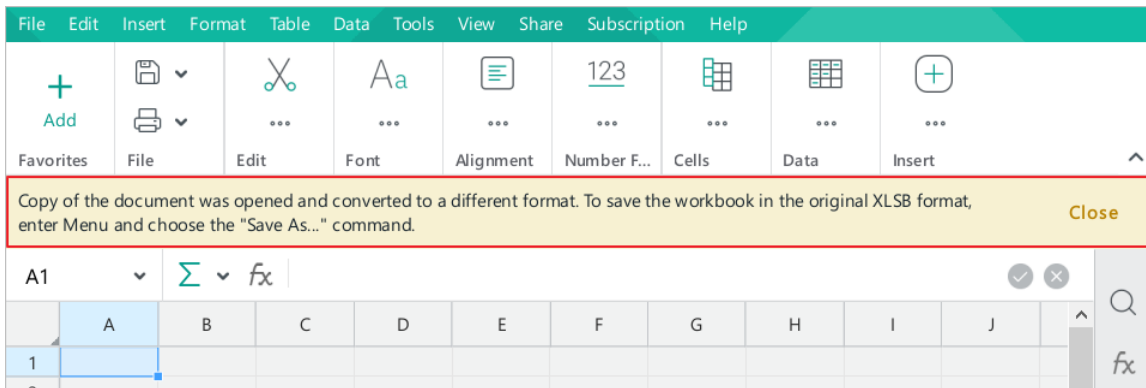 File Edit Insert Format Table Data Tools View Share Subscription Help
Aa 123
Add
Favorites File Edit Font Alignment Number F... Cells Data Insert
Copy of the document was opened and converted to a different format. To save the workbook in the original XLSB format,
enter Menu and choose the "Save As..." command.
Close
A1 Σ fx
A B C D E F G H I J
1
fx